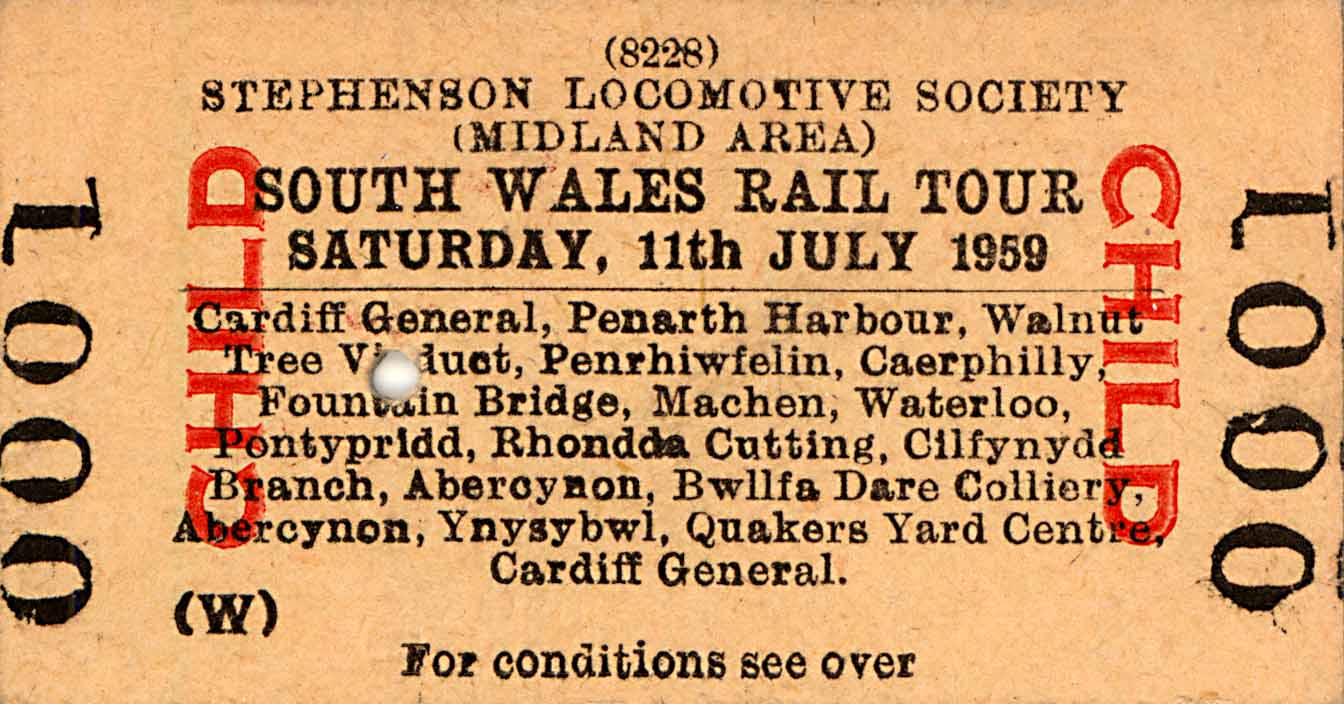 (8228)
STEPHENSON LOCOMOTIVE SOCIETY
(MIDLAND AREA)
SOUTH WALES RAIL TOUR
SATURDAY, 11th JULY 1959
Cardiff General, Penarth Harbour, Walnut
Tree Viaduct, Penrhiwfelin, Caerphilly,
Fountain Bridge, Machen, Waterloo,
Pontypridd, Rhondda Cutting, Cilfynydd
Branch, Abercynon, Bwllfa Dare Colliery,
Abercynon, Ynysybwl, Quakers Yard Centre,
Cardiff General.
(W)
For conditions see over
CHILD
CHILD
0001
0001